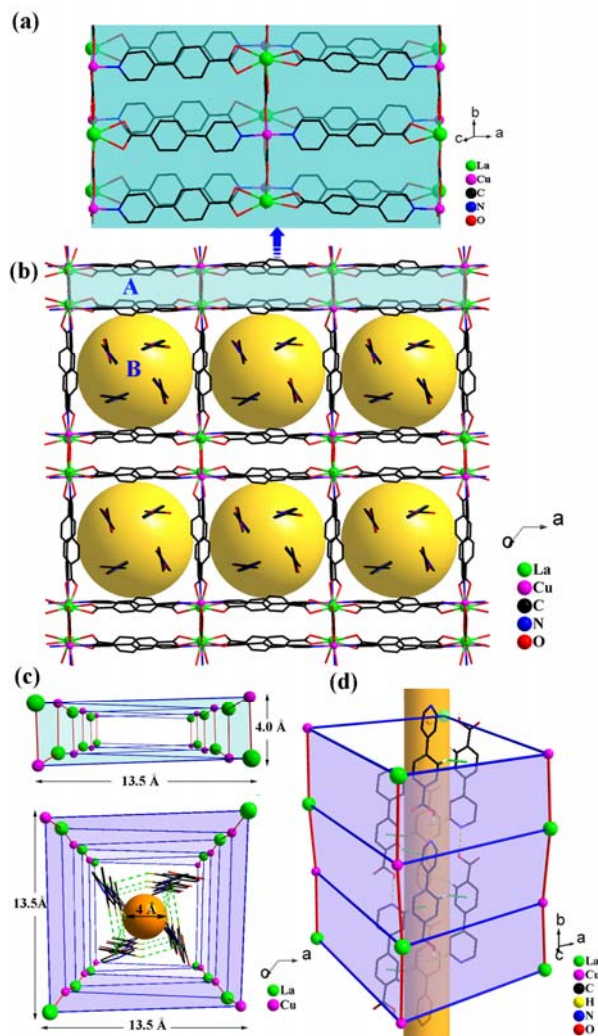 (a)
b
c a
La
Cu
C
N
O
(b)
A
B
a
o
La
Cu
C
N
O
(c)
4.0 Å
13.5 Å
13.5Å
4 Å
13.5 Å
a
o
La
Cu
(d)
b
a
c
La
Cu
C
H
N
O